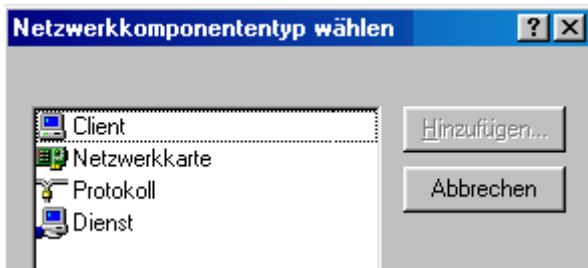 Netzwerkkomponententyp wählen
Client
Netzwerkkarte
Protokoll
Dienst
Hinzufügen...
Abbrechen